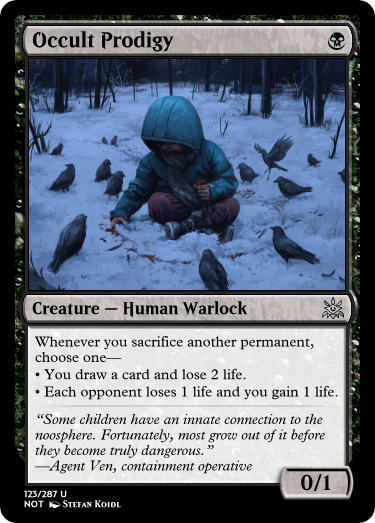 Occult Prodigy
Creature — Human Warlock
Whenever you sacrifice another permanent,
choose one—
• You draw a card and lose 2 life.
• Each opponent loses 1 life and you gain 1 life.
“Some children have an innate connection to the
noosphere. Fortunately, most grow out of it before
they become truly dangerous.”
—Agent Ven, containment operative
0/1
123/287 U
NOT Stefan Koidl